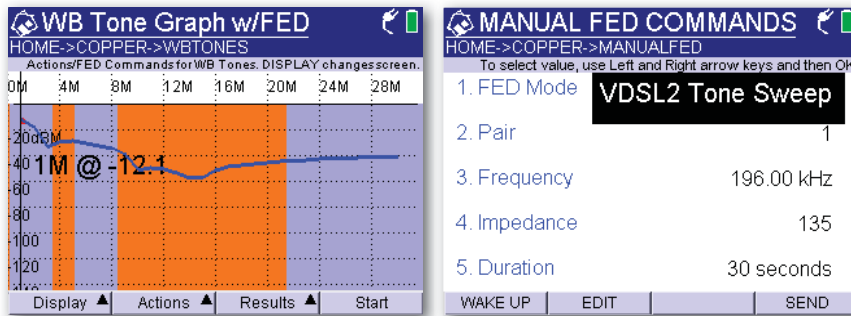 WB Tone Graph w/FED
HOME->COPPER->WBTONES
Actions/FED Commands for WB Tones. DISPLAY changes screen.
0M 4M 8M 12M 16M 20M 24M 28M
-20dBM
-40
1M @ -12.1
-60
-80
-100
-120
-140
Display Actions Results Start
MANUAL FED COMMANDS
HOME->COPPER->MANUALFED
To select value, use Left and Right arrow keys and then OK
1. FED Mode VDSL2 Tone Sweep
2. Pair 1
3. Frequency 196.00 kHz
4. Impedance 135
5. Duration 30 seconds
WAKE UP EDIT SEND